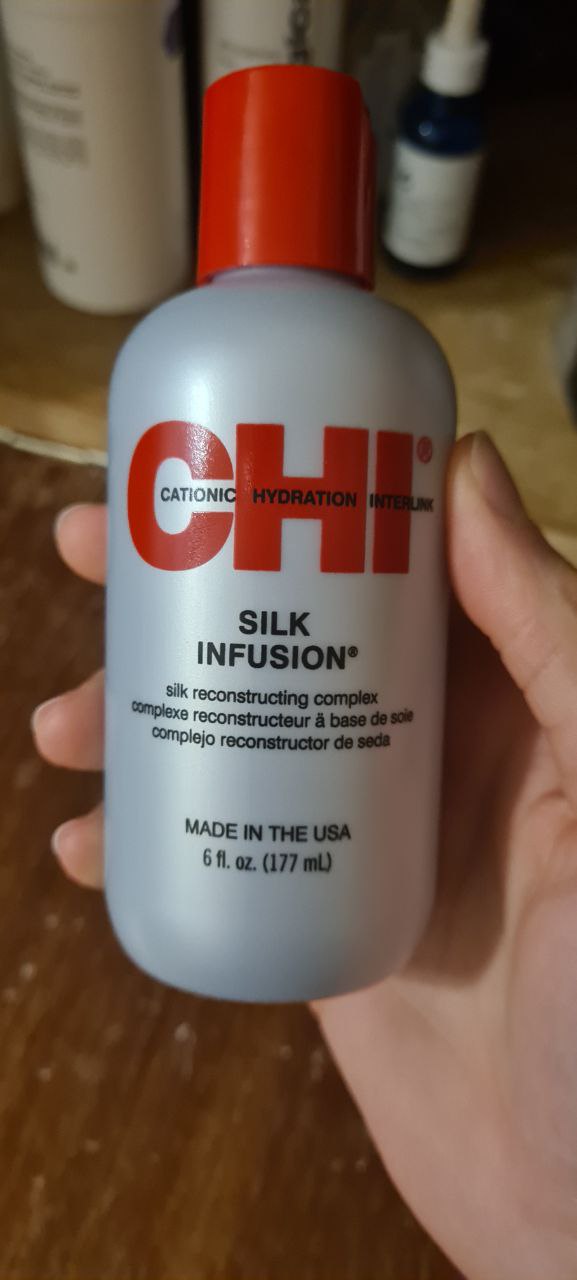 CHI®
CATIONIC HYDRATION INTERLINK
SILK
INFUSION®
silk reconstructing complex
complexe reconstructeur ä base de soie
complejo reconstructor de seda
MADE IN THE USA
6 fl. oz. (177 mL)